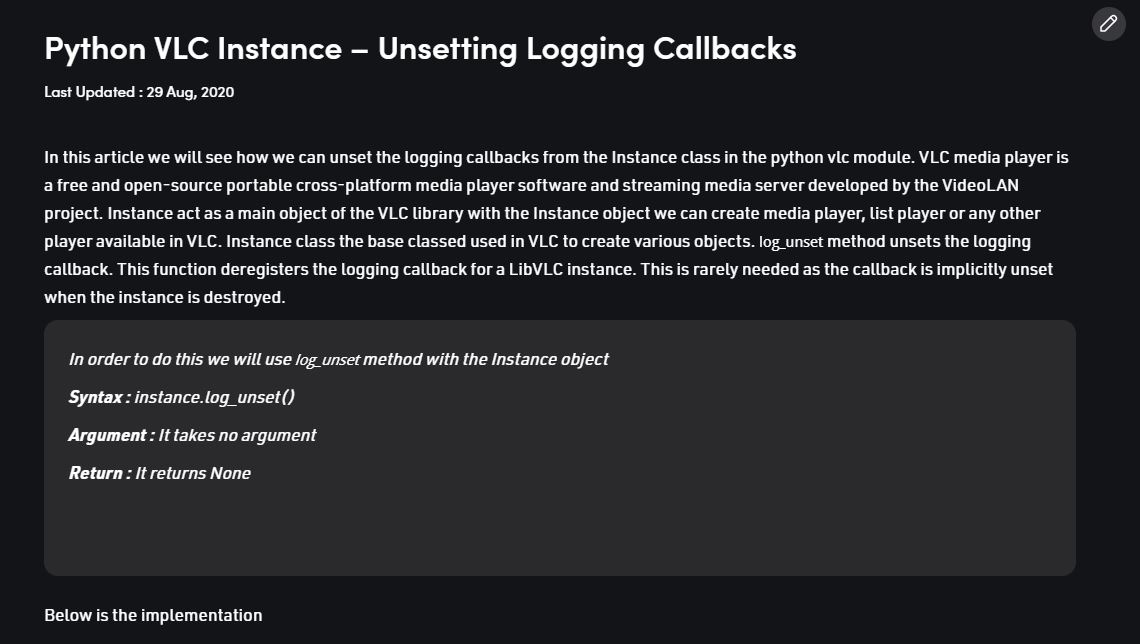 Python VLC Instance – Unsetting Logging Callbacks
Last Updated : 29 Aug, 2020
In this article we will see how we can unset the logging callbacks from the Instance class in the python vlc module. VLC media player is
a free and open-source portable cross-platform media player software and streaming media server developed by the VideoLAN
project. Instance act as a main object of the VLC library with the Instance object we can create media player, list player or any other
player available in VLC. Instance class the base classed used in VLC to create various objects. log_unset method unsets the logging
callback. This function deregisters the logging callback for a LibVLC instance. This is rarely needed as the callback is implicitly unset
when the instance is destroyed.
In order to do this we will use log_unset method with the Instance object
Syntax : instance.log_unset()
Argument : It takes no argument
Return : It returns None
Below is the implementation